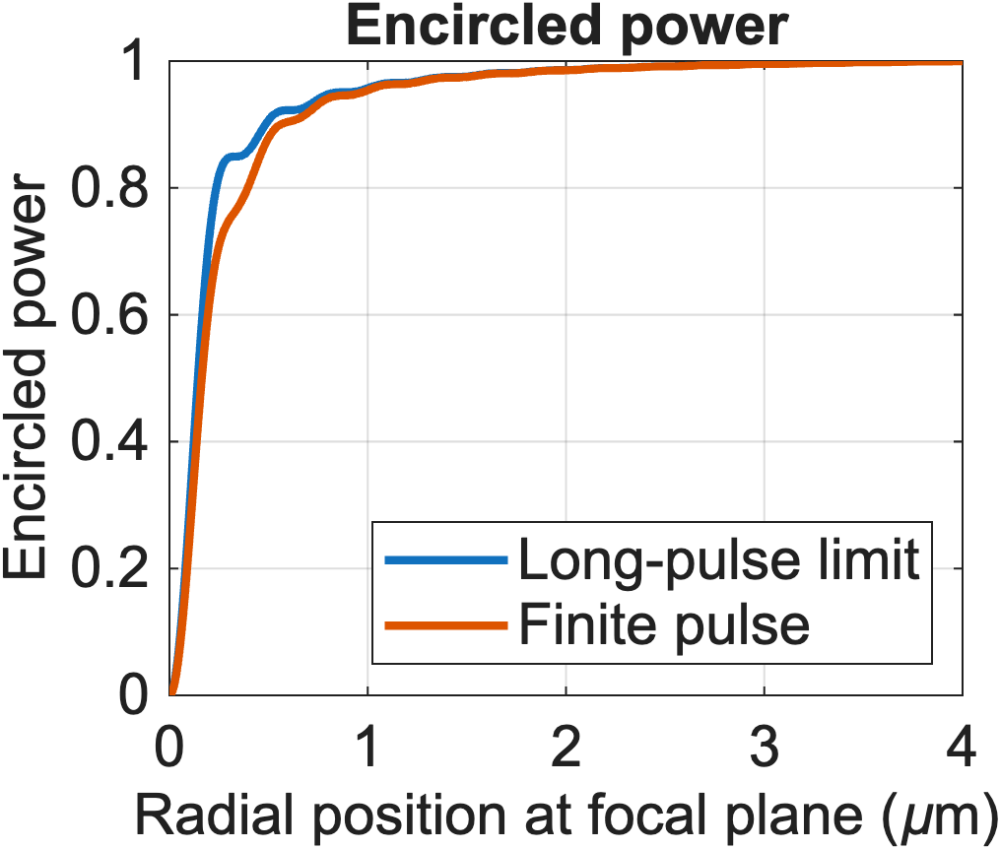 Encircled power
Encircled power
1
0.8
0.6
0.4
0.2
0
0 1 2 3 4
Long-pulse limit
Finite pulse
Radial position at focal plane (μm)